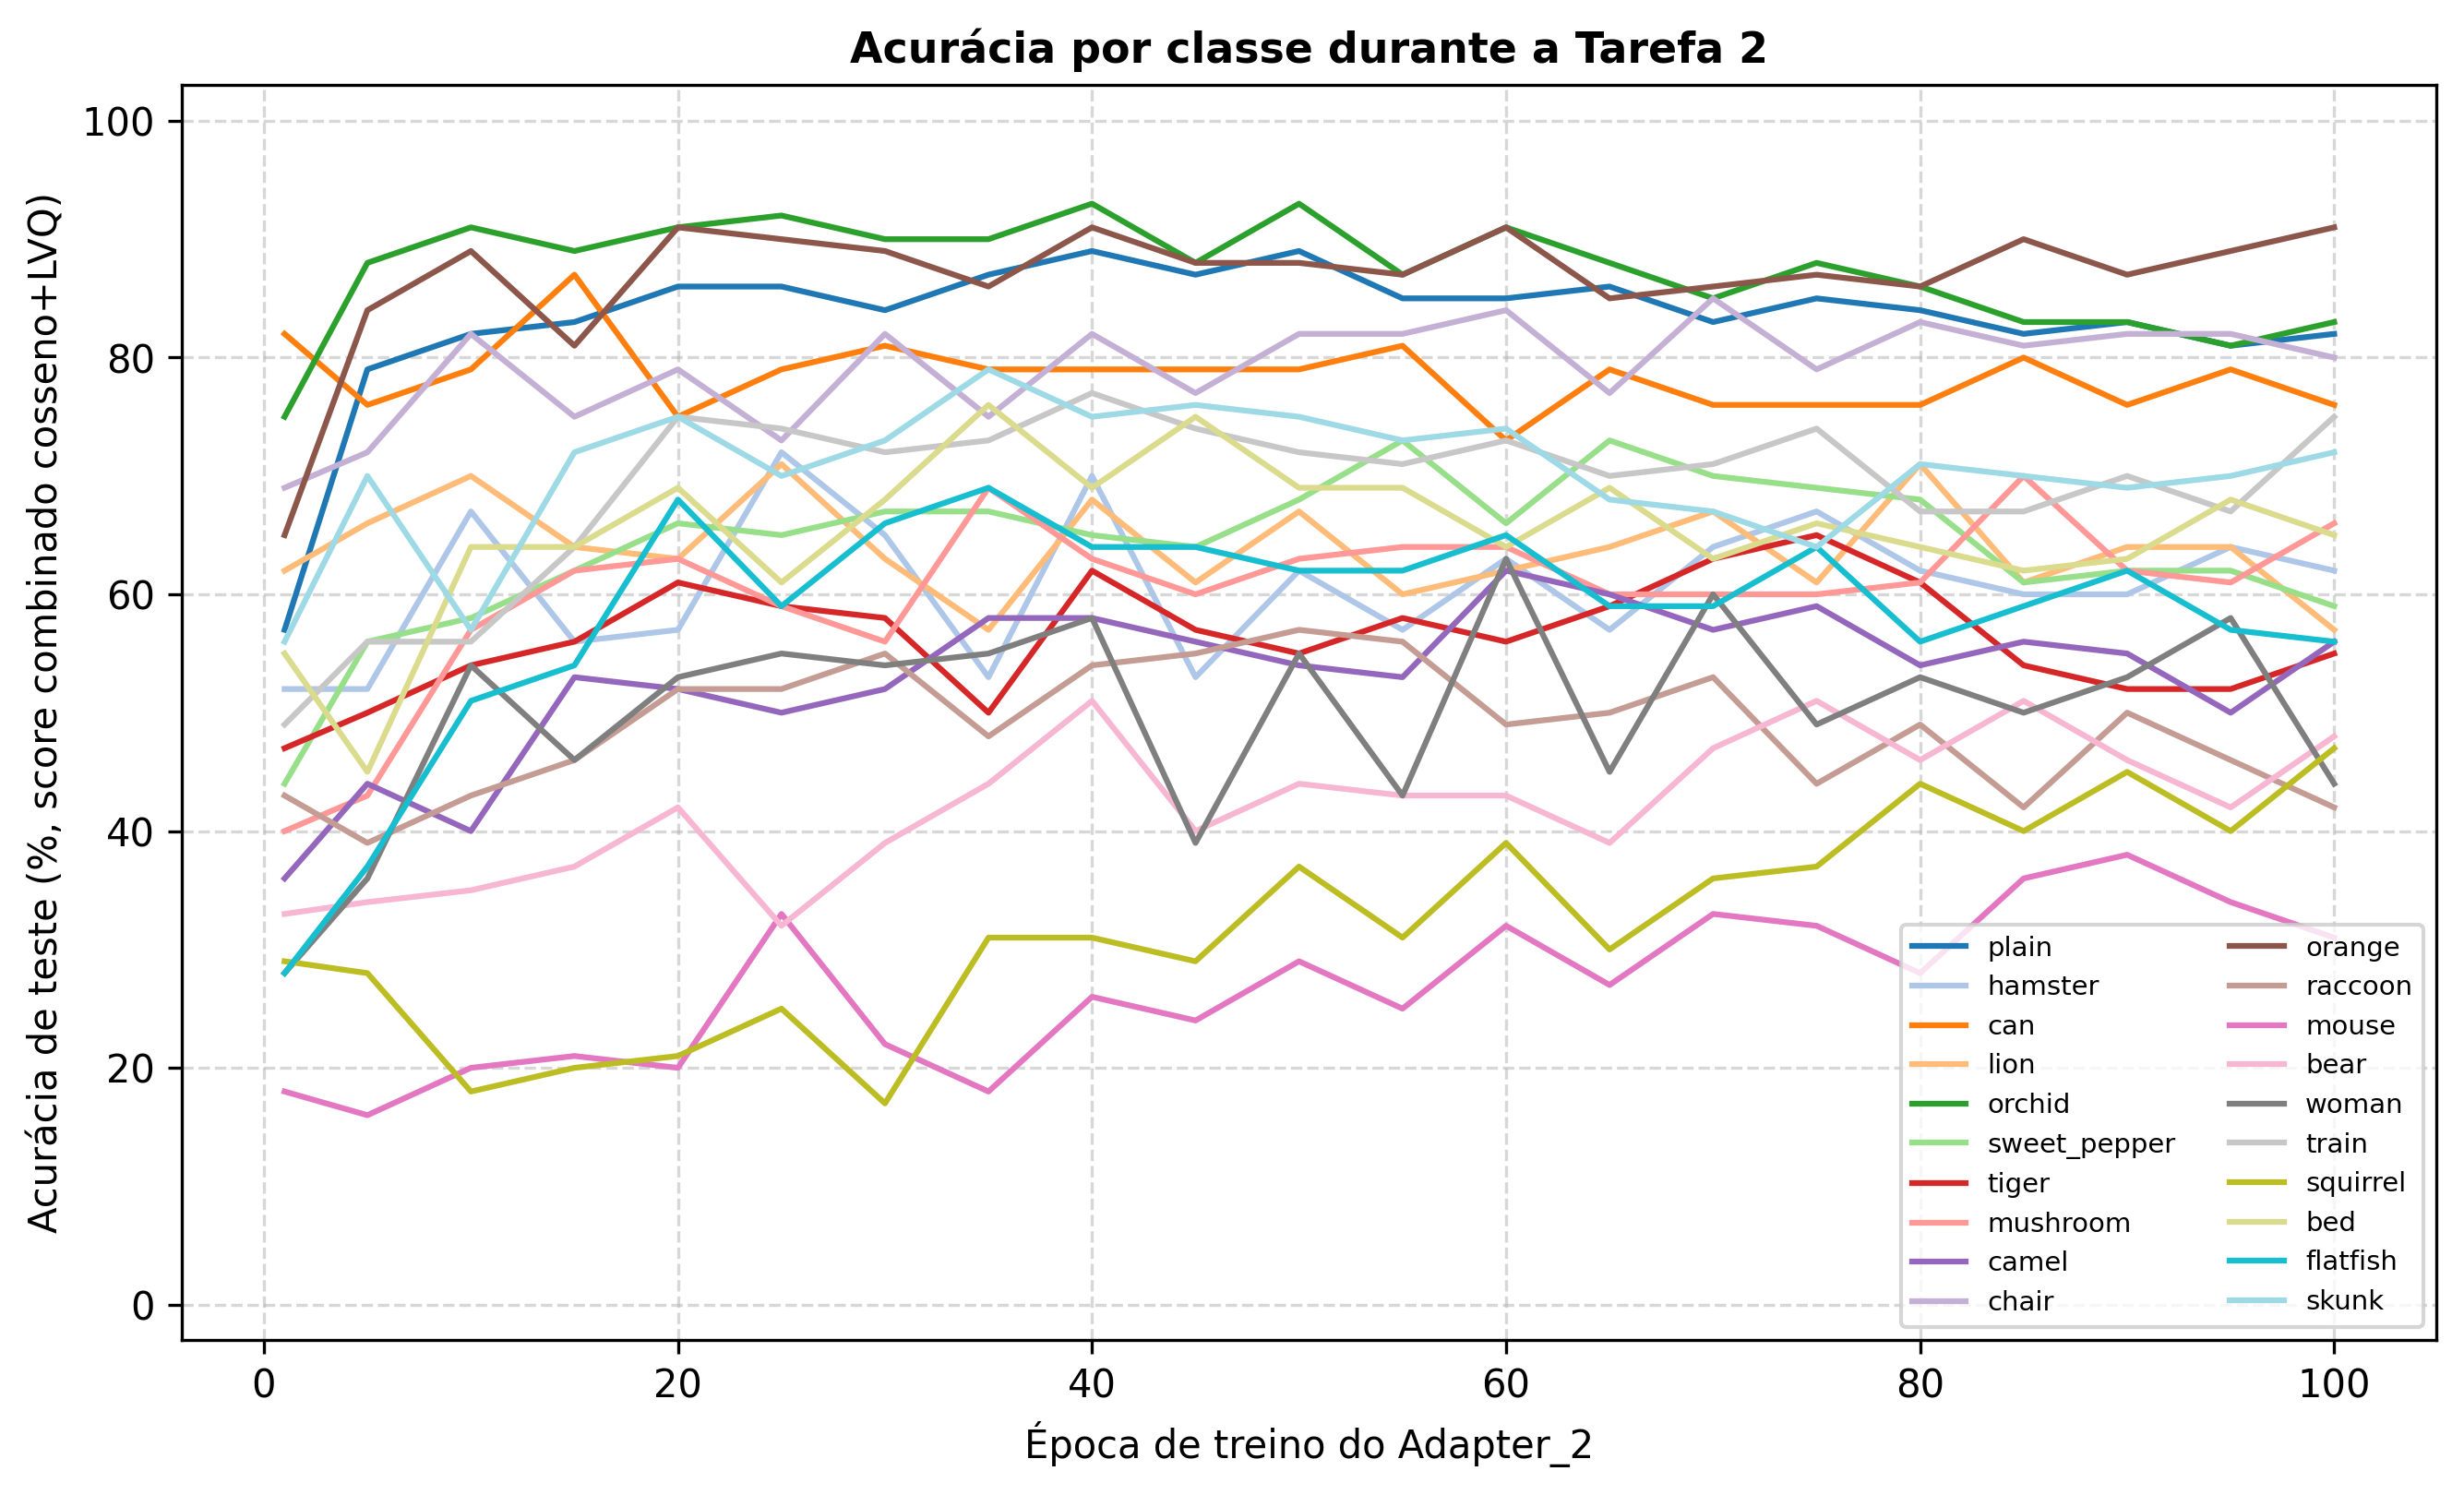 Acurácia por classe durante a Tarefa 2
Acurácia de teste (%, score combinado cosseno+LVQ)
100
80
60
40
20
0
0 20 40 60 80 100
Época de treino do Adapter_2
plain
hamster
can
lion
orchid
sweet_pepper
tiger
mushroom
camel
chair
orange
raccoon
mouse
bear
woman
train
squirrel
bed
flatfish
skunk